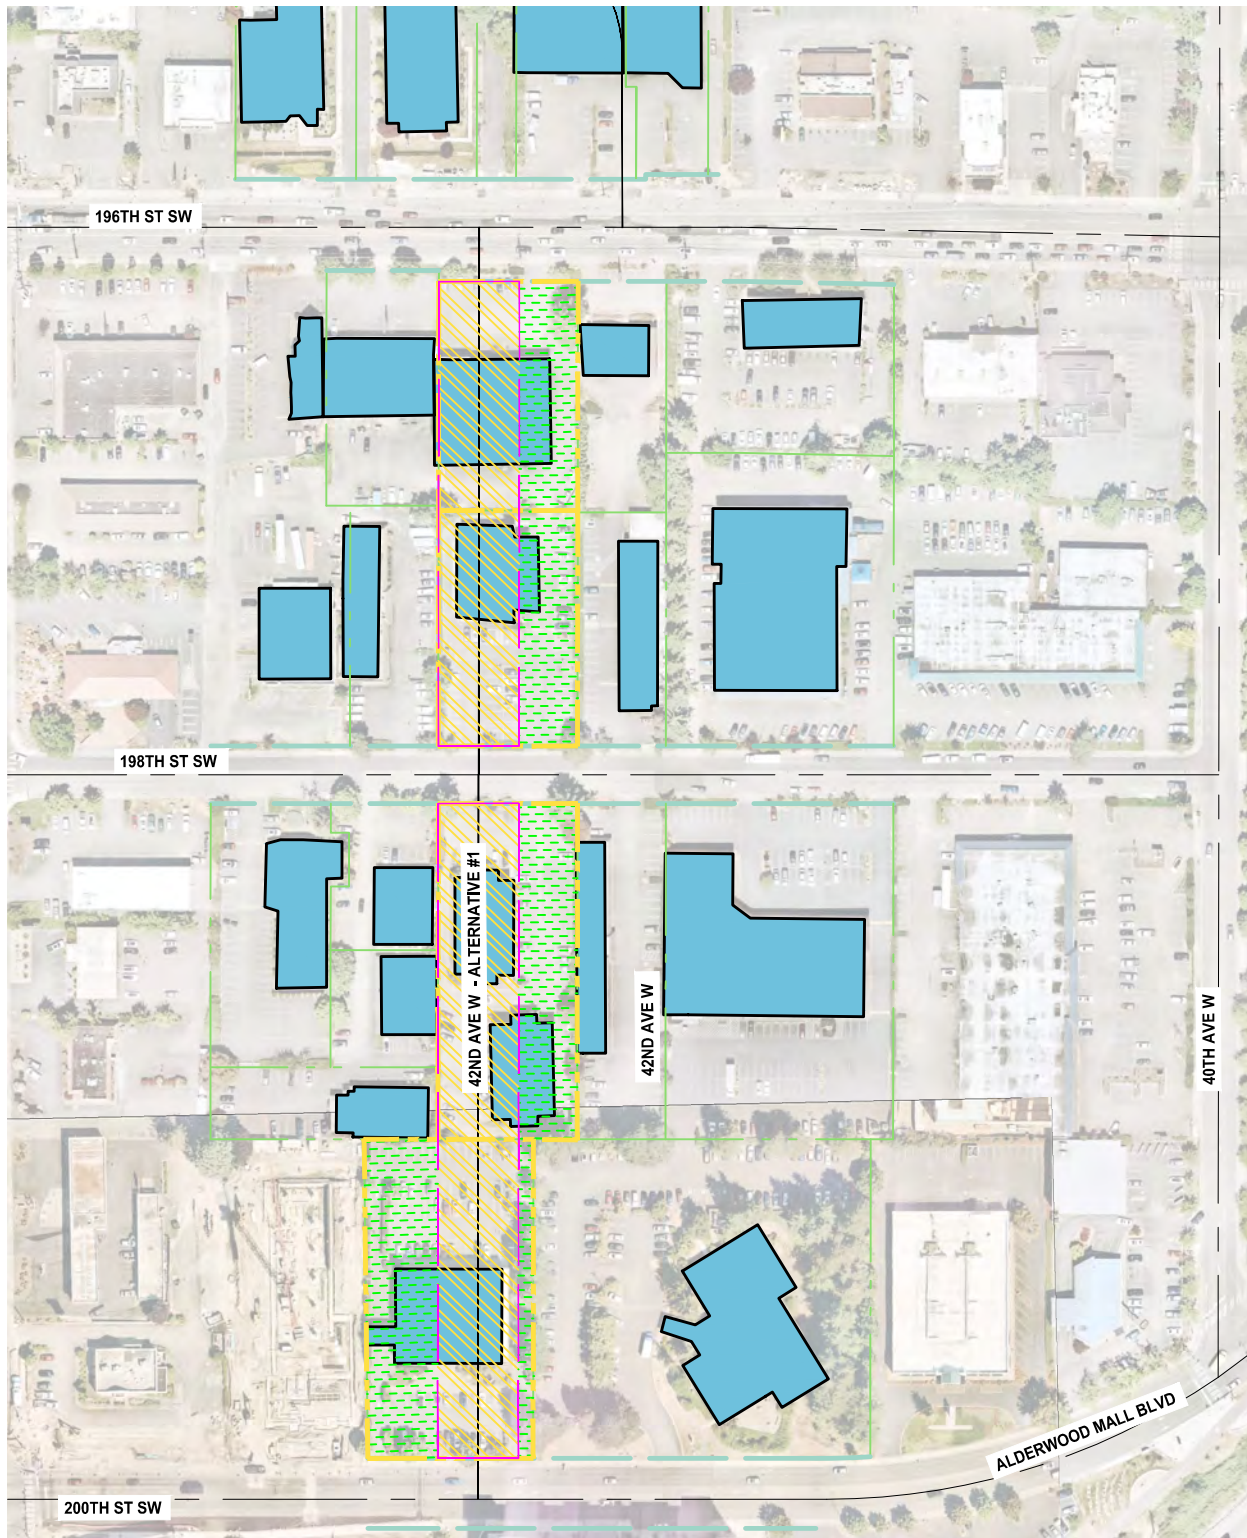 196TH ST SW
198TH ST SW
42ND AVE W - ALTERNATIVE #1
42ND AVE W
40TH AVE W
ALDERWOOD MALL BLVD
200TH ST SW